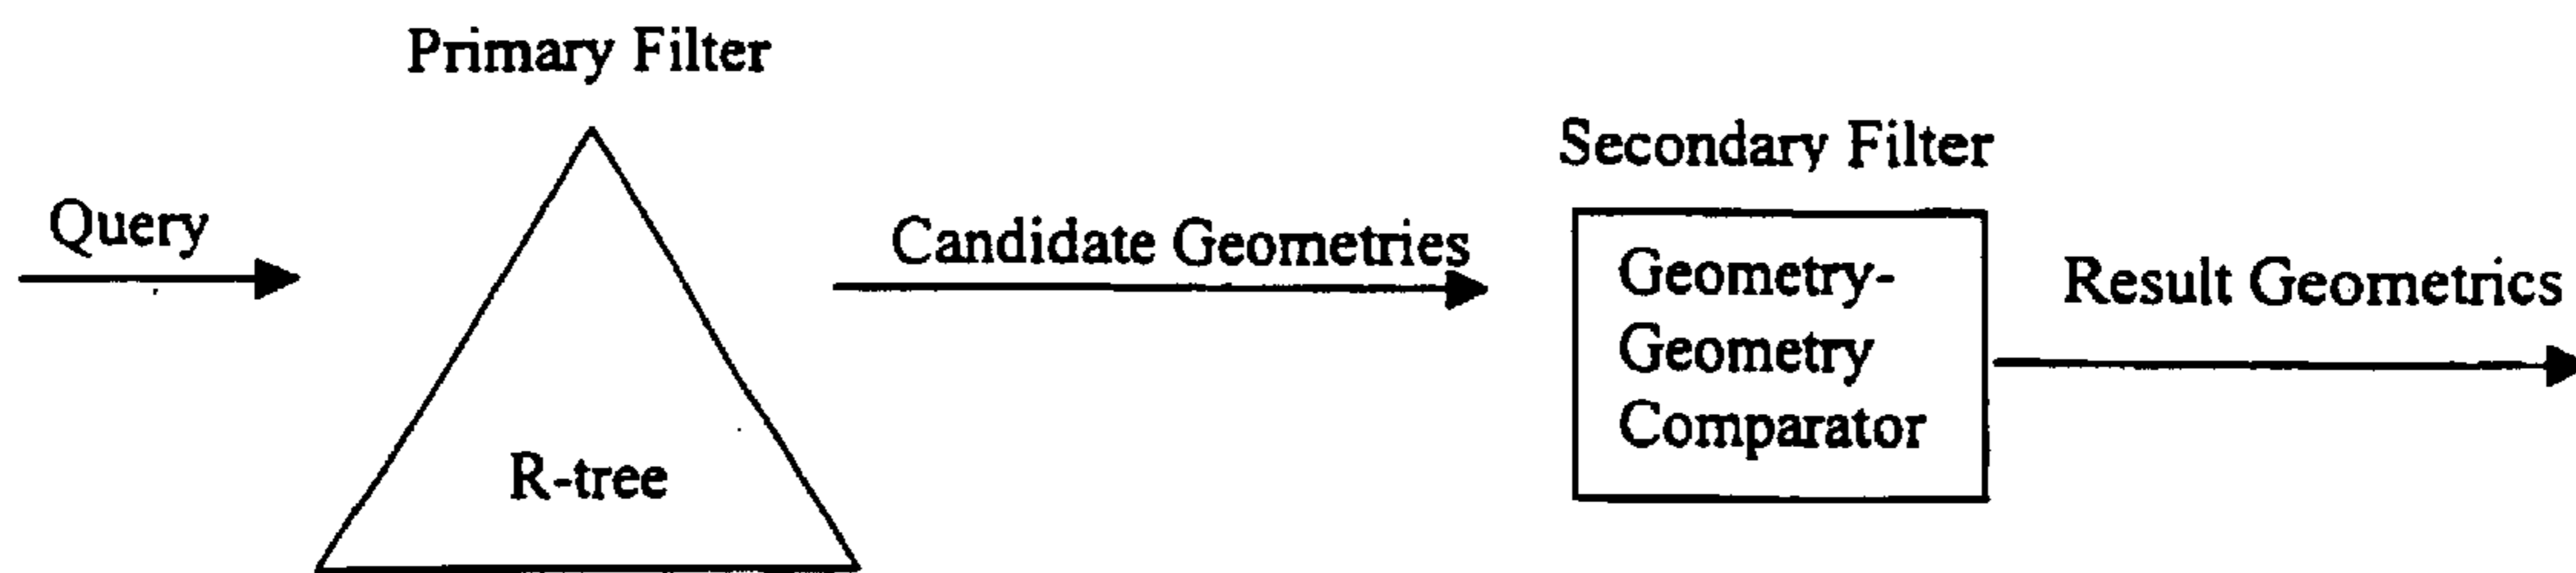 Primary Filter
Query
R-tree
Candidate Geometries
Secondary Filter
Geometry-
Geometry
Comparator
Result Geometrics